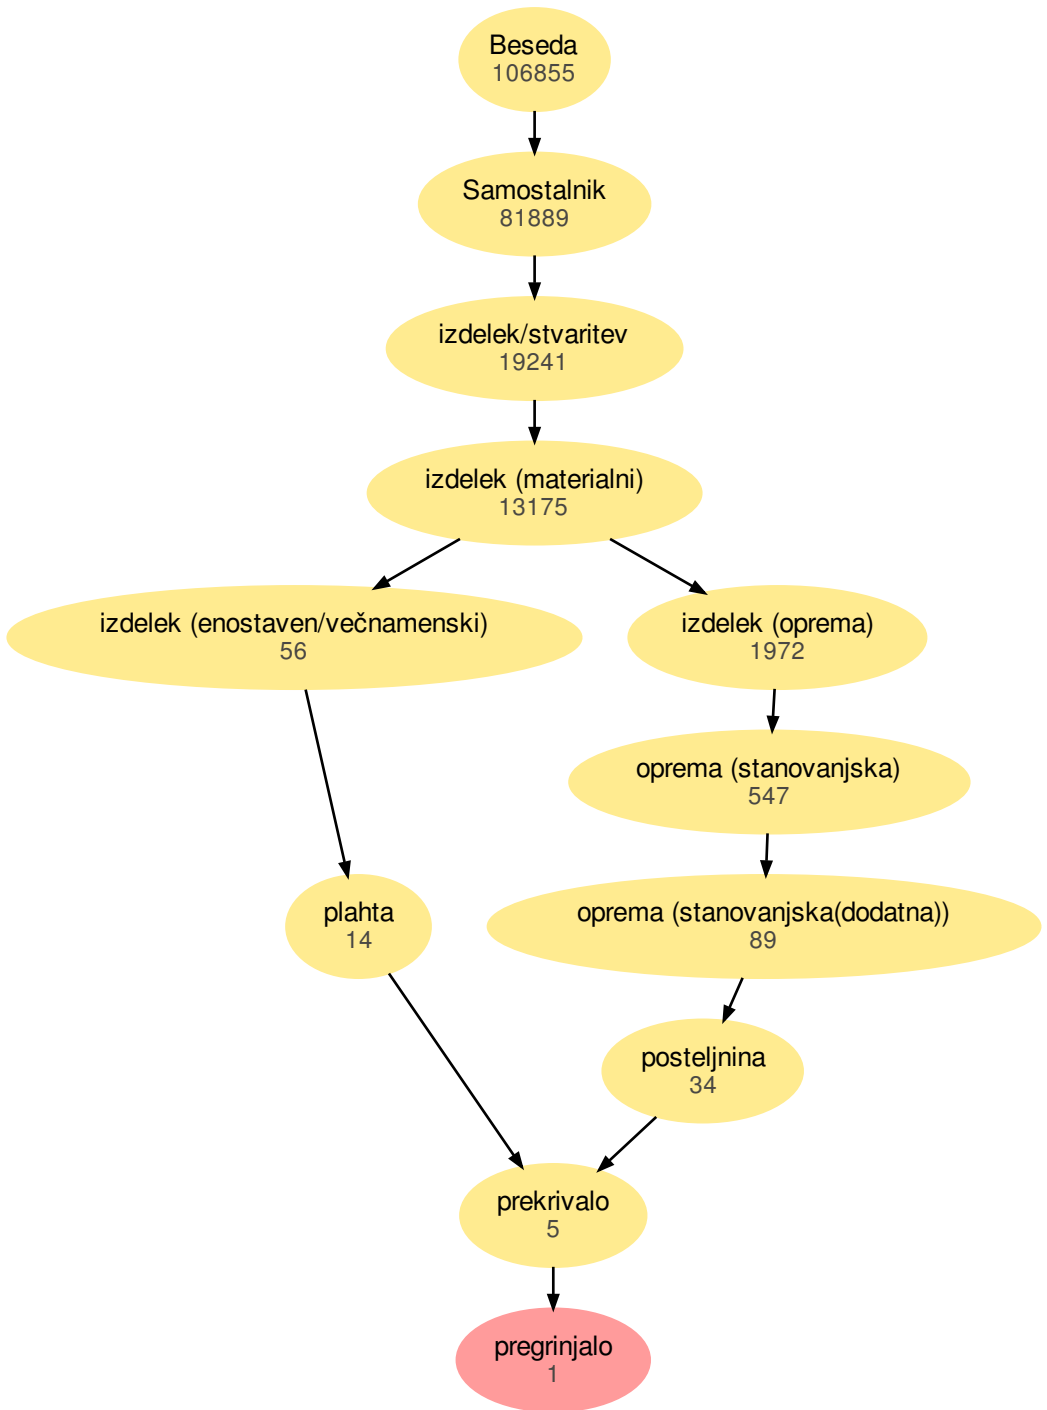 Beseda
106855
Samostalnik
81889
izdelek/stvaritev
19241
izdelek (materialni)
13175
izdelek (enostaven/večnamenski)
56
izdelek (oprema)
1972
oprema (stanovanjska)
547
plahta
14
oprema (stanovanjska(dodatna))
89
posteljnina
34
prekrivalo
5
pregrinjalo
1